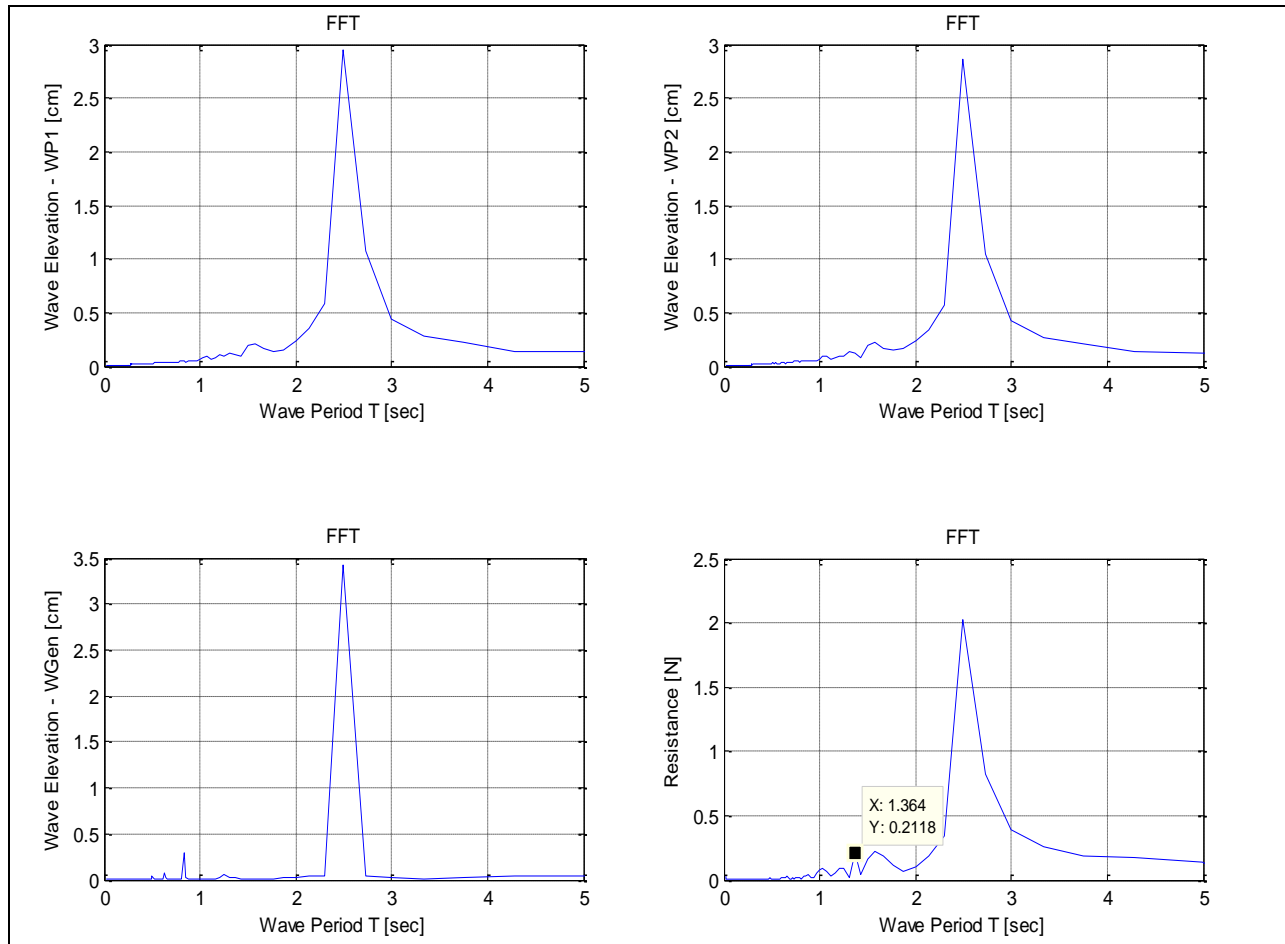 FFT
3
2.5
2
1.5
1
0.5
0
0 1 2 3 4 5
Wave Elevation - WP1 [cm]
Wave Period T [sec]
FFT
3
2.5
2
1.5
1
0.5
0
0 1 2 3 4 5
Wave Elevation - WP2 [cm]
Wave Period T [sec]
FFT
3.5
3
2.5
2
1.5
1
0.5
0
0 1 2 3 4 5
Wave Elevation - WGen [cm]
Wave Period T [sec]
FFT
2.5
2
1.5
1
0.5
0
0 1 2 3 4 5
Resistance [N]
X: 1.364
Y: 0.2118
Wave Period T [sec]